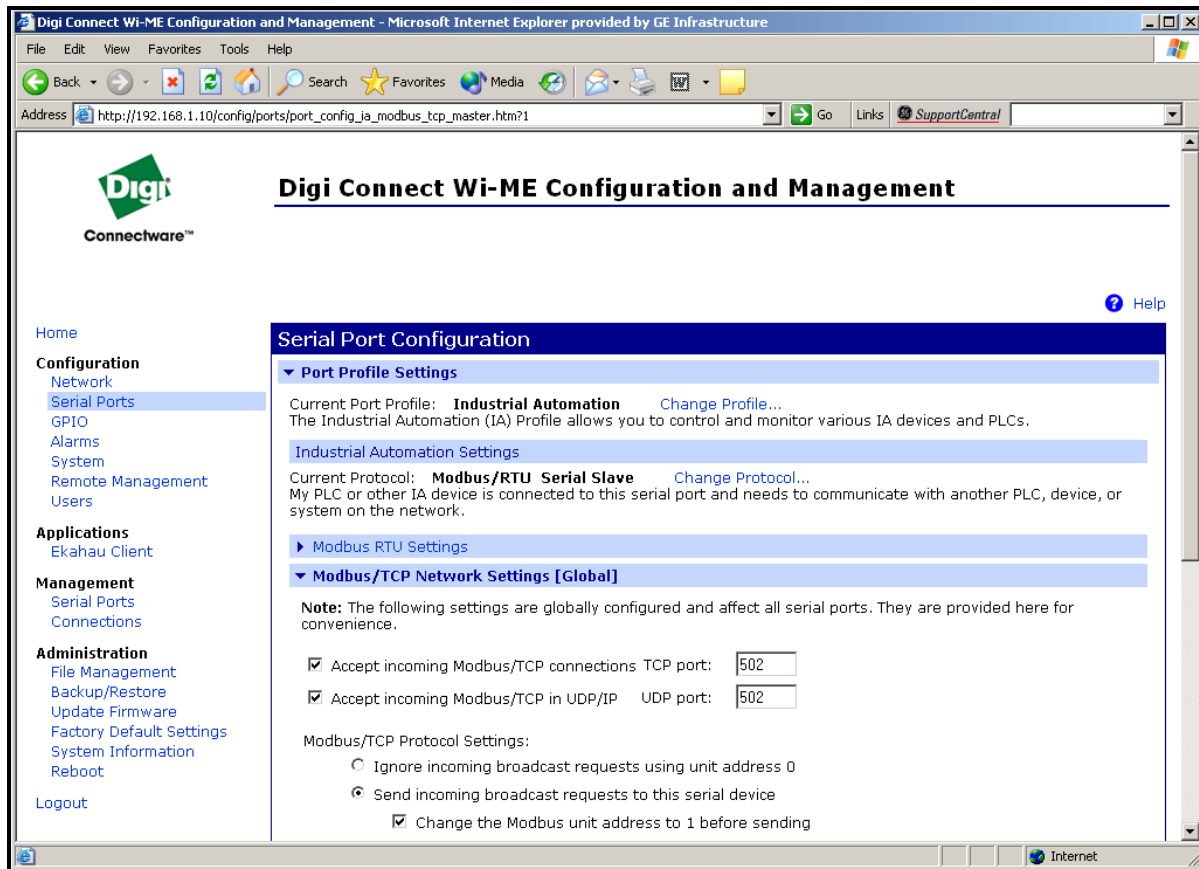 Digi Connect Wi-ME Configuration and Management - Microsoft Internet Explorer provided by GE Infrastructure
File Edit View Favorites Tools Help
Back Search Favorites Media
Address http://192.168.1.10/config/ports/port_config_ia_modbus_tcp_master.htm?1 Go Links SupportCentral
Digi
Connectware™
Digi Connect Wi-ME Configuration and Management
Help
Home
Configuration
Network
Serial Ports
GPIO
Alarms
System
Remote Management
Users
Applications
Ekahau Client
Management
Serial Ports
Connections
Administration
File Management
Backup/Restore
Update Firmware
Factory Default Settings
System Information
Reboot
Logout
Serial Port Configuration
Port Profile Settings
Current Port Profile: Industrial Automation Change Profile...
The Industrial Automation (IA) Profile allows you to control and monitor various IA devices and PLCs.
Industrial Automation Settings
Current Protocol: Modbus/RTU Serial Slave Change Protocol...
My PLC or other IA device is connected to this serial port and needs to communicate with another PLC, device, or
system on the network.
Modbus RTU Settings
Modbus/TCP Network Settings [Global]
Note: The following settings are globally configured and affect all serial ports. They are provided here for
convenience.
Accept incoming Modbus/TCP connections TCP port: 502
Accept incoming Modbus/TCP in UDP/IP UDP port: 502
Modbus/TCP Protocol Settings:
Ignore incoming broadcast requests using unit address 0
Send incoming broadcast requests to this serial device
Change the Modbus unit address to 1 before sending
Internet